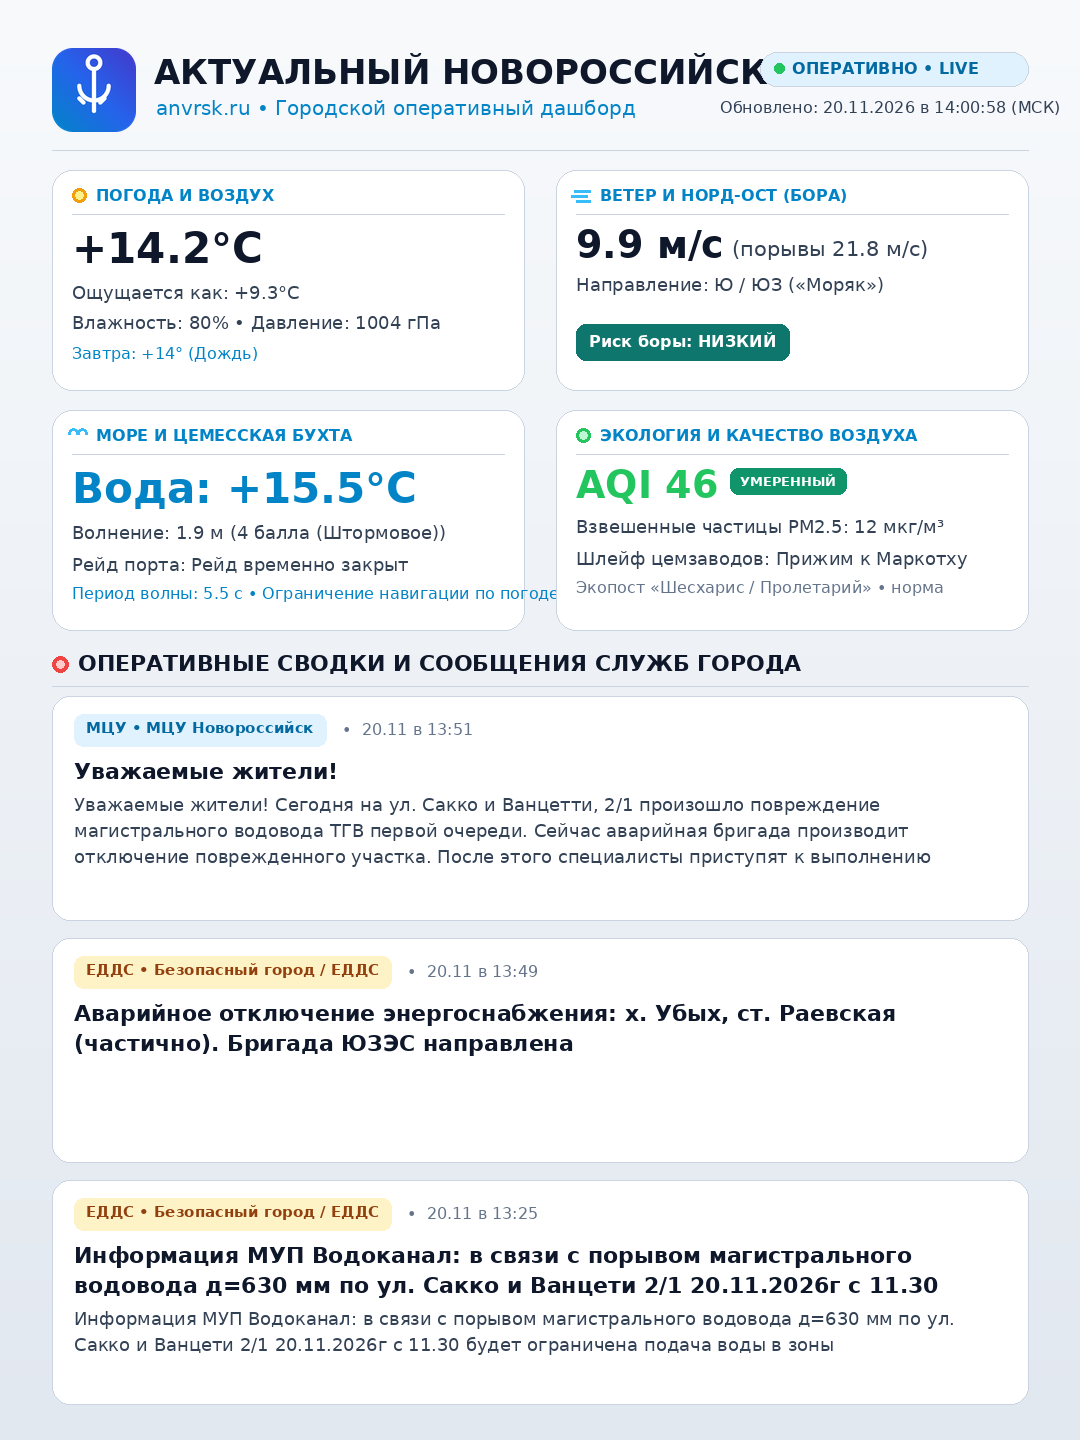 АКТУАЛЬНЫЙ НОВОРОССИЙСК
ОПЕРАТИВНО • LIVE
anvrsk.ru • Городской оперативный дашборд
Обновлено: 20.11.2026 в 14:00:58 (МСК)
ПОГОДА И ВОЗДУХ
+14.2°C
Ощущается как: +9.3°C
Влажность: 80% • Давление: 1004 гПа
Завтра: +14° (Дождь)
ВЕТЕР И НОРД-ОСТ (БОРА)
9.9 м/с (порывы 21.8 м/с)
Направление: Ю / ЮЗ («Моряк»)
Риск боры: НИЗКИЙ
МОРЕ И ЦЕМЕССКАЯ БУХТА
Вода: +15.5°C
Волнение: 1.9 м (4 балла (Штормовое))
Рейд порта: Рейд временно закрыт
Период волны: 5.5 с • Ограничение навигации по погоде
ЭКОЛОГИЯ И КАЧЕСТВО ВОЗДУХА
AQI 46 УМЕРЕННЫЙ
Взвешенные частицы PM2.5: 12 мкг/м³
Шлейф цемзаводов: Прижим к Маркотху
Экопост «Шесхарис / Пролетарий» • норма
ОПЕРАТИВНЫЕ СВОДКИ И СООБЩЕНИЯ СЛУЖБ ГОРОДА
МЦУ • МЦУ Новороссийск • 20.11 в 13:51
Уважаемые жители!
Уважаемые жители! Сегодня на ул. Сакко и Ванцетти, 2/1 произошло повреждение
магистрального водовода ТГВ первой очереди. Сейчас аварийная бригада производит
отключение поврежденного участка. После этого специалисты приступят к выполнению
ЕДДС • Безопасный город / ЕДДС • 20.11 в 13:49
Аварийное отключение энергоснабжения: х. Убых, ст. Раевская
(частично). Бригада ЮЗЭС направлена
ЕДДС • Безопасный город / ЕДДС • 20.11 в 13:25
Информация МУП Водоканал: в связи с порывом магистрального
водовода д=630 мм по ул. Сакко и Ванцети 2/1 20.11.2026г с 11.30
Информация МУП Водоканал: в связи с порывом магистрального водовода д=630 мм по ул.
Сакко и Ванцети 2/1 20.11.2026г с 11.30 будет ограничена подача воды в зоны